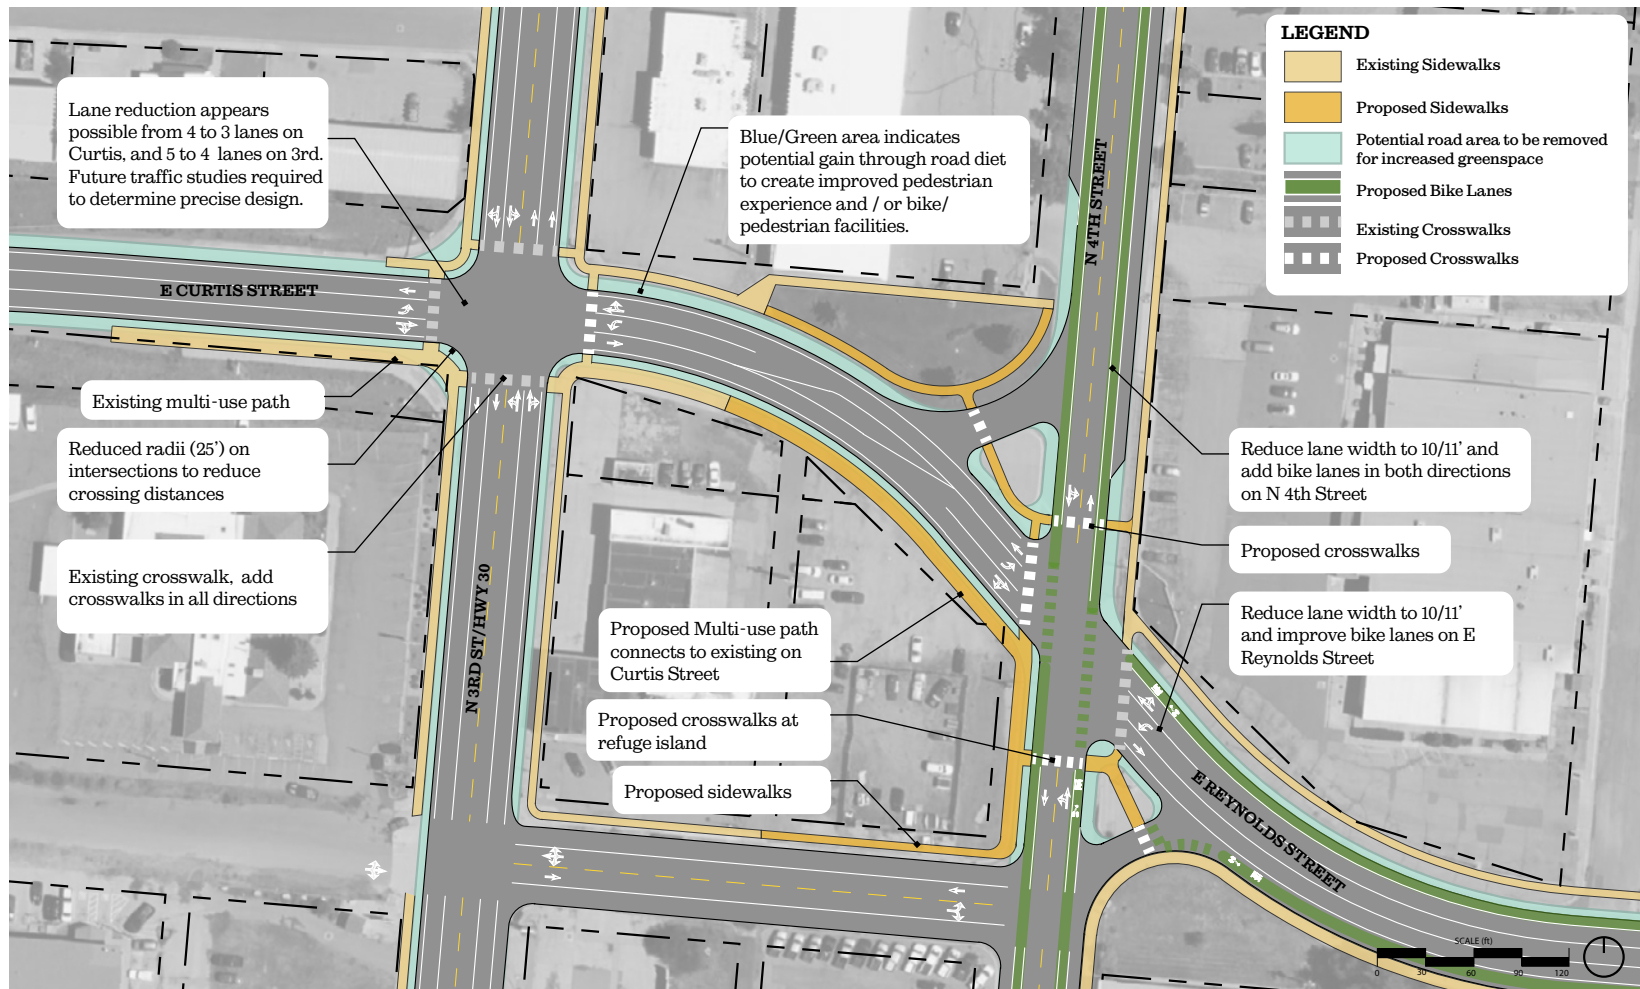 Lane reduction appears
possible from 4 to 3 lanes on
Curtis, and 5 to 4 lanes on 3rd.
Future traffic studies required
to determine precise design.
Blue/Green area indicates
potential gain through road diet
to create improved pedestrian
experience and / or bike/
pedestrian facilities.
LEGEND
Existing Sidewalks
Proposed Sidewalks
Potential road area to be removed
for increased greenspace
Proposed Bike Lanes
Existing Crosswalks
Proposed Crosswalks
N 4TH STREET
E CURTIS STREET
Existing multi-use path
Reduced radii (25') on
intersections to reduce
crossing distances
Existing crosswalk, add
crosswalks in all directions
N 3RD ST/HWY 30
Reduce lane width to 10/11' and
add bike lanes in both directions
on N 4th Street
Proposed crosswalks
Reduce lane width to 10/11'
and improve bike lanes on E
Reynolds Street
Proposed Multi-use path
connects to existing on
Curtis Street
Proposed crosswalks at
refuge island
Proposed sidewalks
E REYNOLDS STREET
SCALE (ft)
0 30 60 90 120